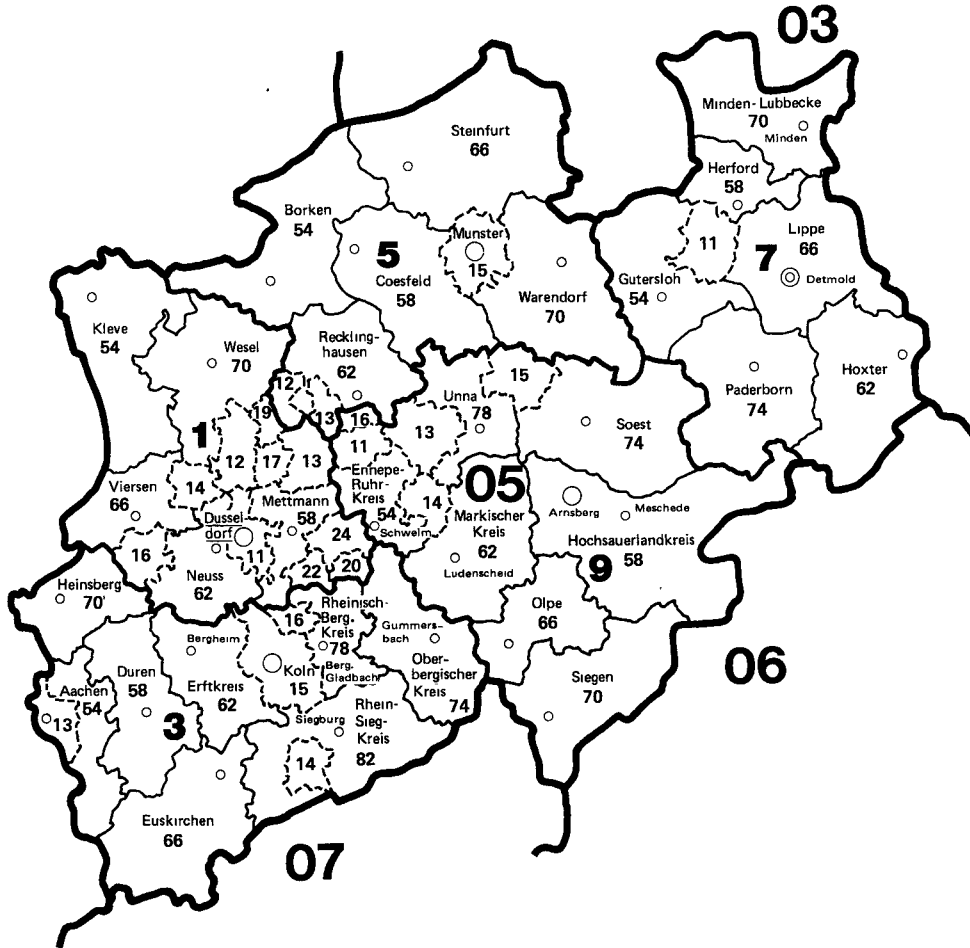 03
Minden-Lubbecke
70
Minden
Steinfurt
66
Herford
58
Borken
54
Munster
15
5
Coesfeld
58
11
Lippe
66
7
Detmold
Gutersloh
54
Warendorf
70
Kleve
54
Wesel
70
Reckling-
hausen
62
Paderborn
74
Hoxter
62
12
13
19
15
Unna
78
16
11
13
Soest
74
1
12
17
13
14
Viersen
66
Mettmann
58
Ennepe-
Ruhr-
Kreis
54
Schwelm
14
05
Markischer
Kreis
62
Ludenscheid
Arnsberg
Meschede
Hochsauerlandkreis
58
9
Dussel
dorf
11
24
22
20
16
Neuss
62
Heinsberg
70
Olpe
66
06
Siegen
70
Rheinisch-
Berg.
Kreis
78
Berg.
Gladbach
16
Gummers-
bach
Ober-
bergischer
Kreis
74
Bergheim
Erftkreis
62
Koln
15
Duren
58
Aachen
54
13
3
Siegburg
Rhein-
Sieg-
Kreis
82
14
Euskirchen
66
07